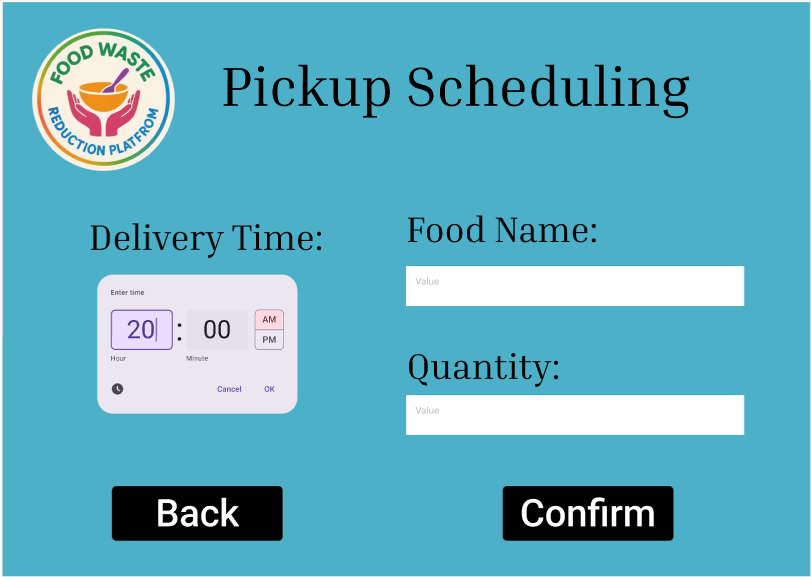 FOOD WASTE
REDUCTION PLATFROM
Pickup Scheduling
Delivery Time:
Enter time
20 : 00
AM
PM
Hour
Minute
Cancel
OK
Food Name:
Value
Quantity:
Value
Back
Confirm